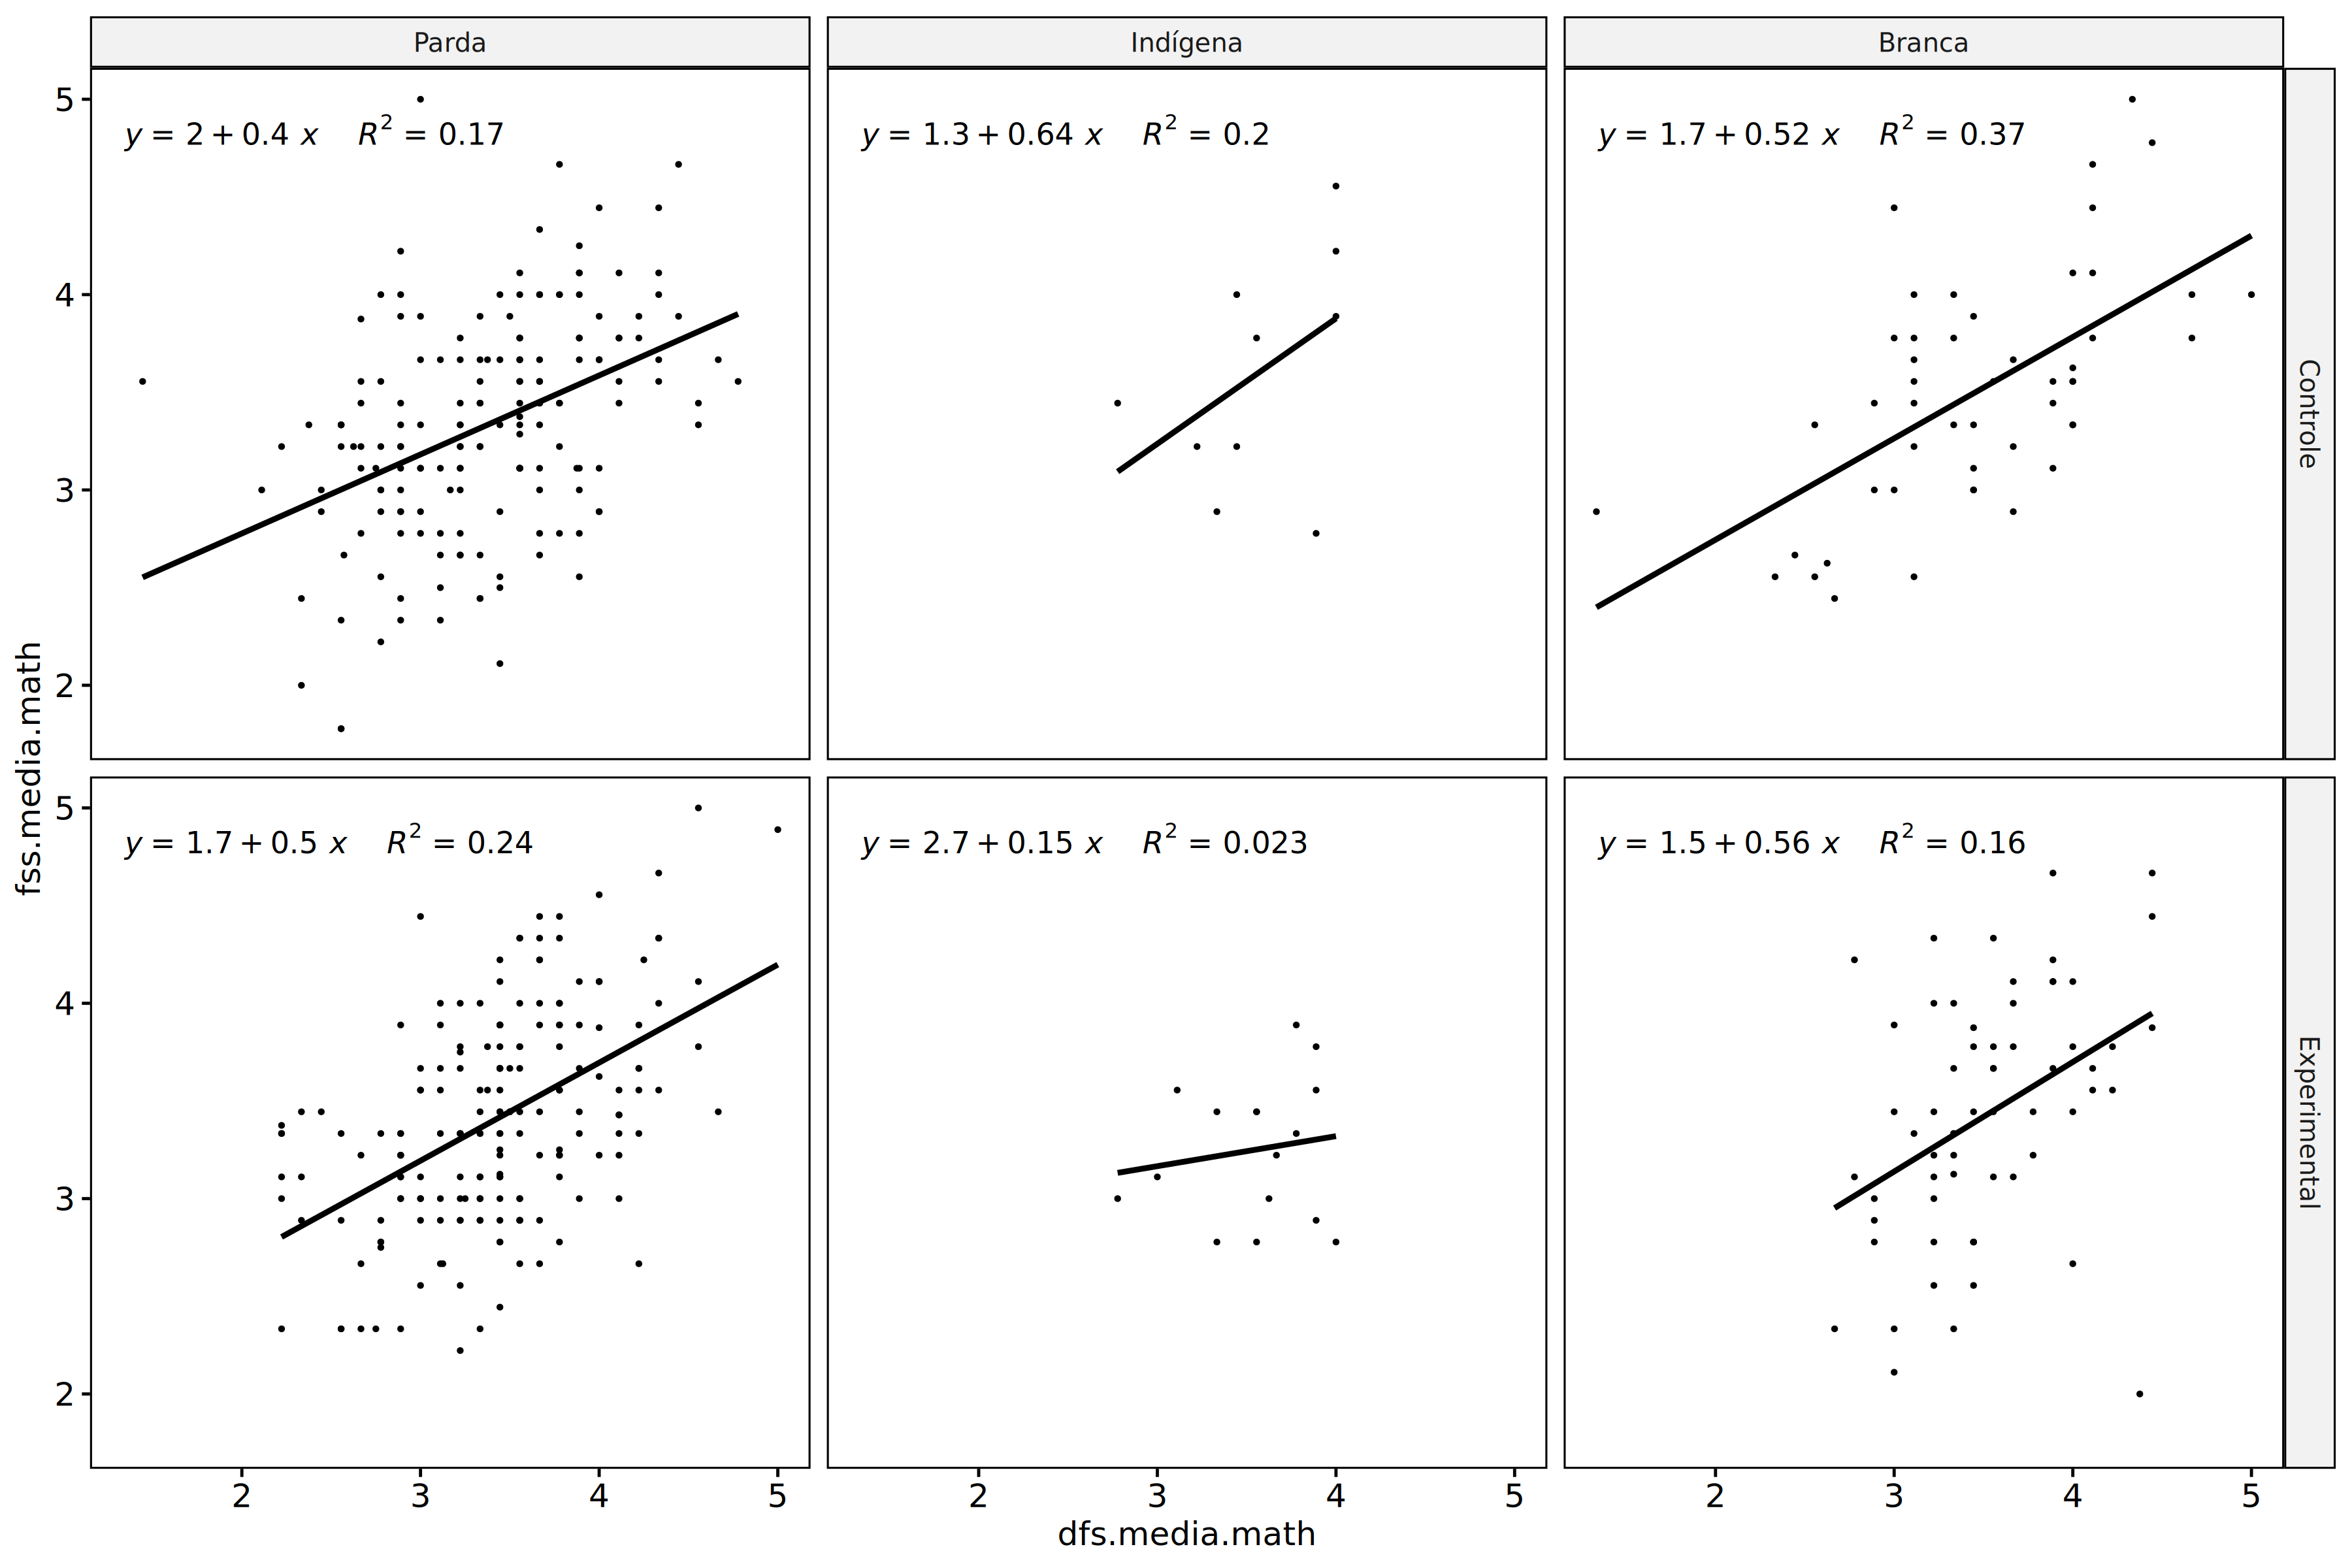 Parda
Indígena
Branca
y = 2 + 0.4 x R² = 0.17
y = 1.3 + 0.64 x R² = 0.2
y = 1.7 + 0.52 x R² = 0.37
5
4
3
2
Controle
fss.media.math
y = 1.7 + 0.5 x R² = 0.24
y = 2.7 + 0.15 x R² = 0.023
y = 1.5 + 0.56 x R² = 0.16
5
4
3
2
Experimental
2 3 4 5
2 3 4 5
2 3 4 5
dfs.media.math